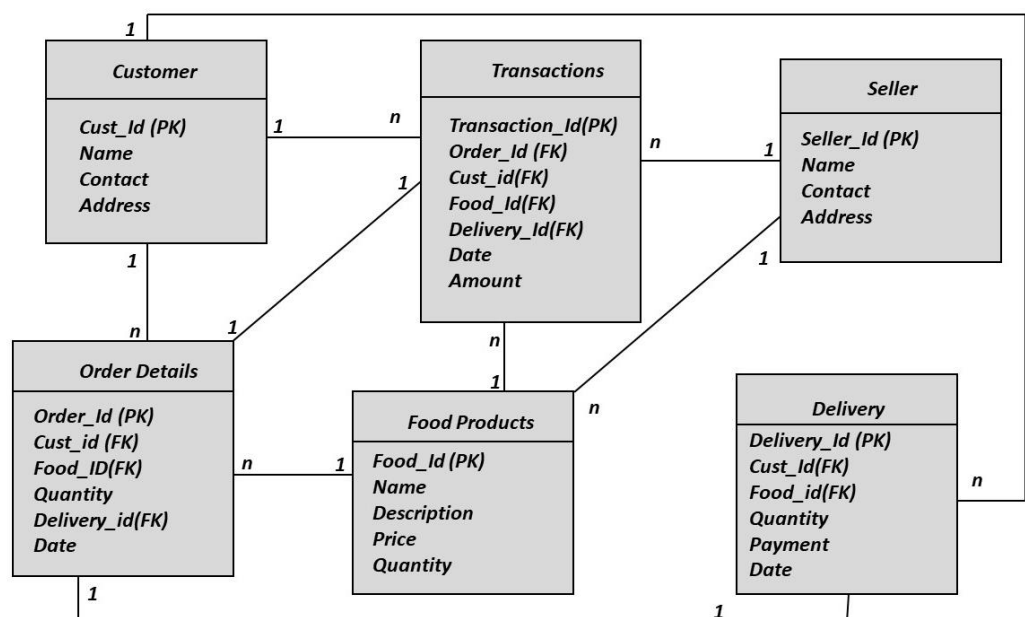 1
Customer
Cust_Id (PK)
Name
Contact
Address
1
n
Transactions
Transaction_Id(PK)
Order_Id (FK)
Cust_id(FK)
Food_Id(FK)
Delivery_Id(FK)
Date
Amount
n
1
Seller
Seller_Id (PK)
Name
Contact
Address
1
1
1
n
1
n
n
1
n
Order Details
Order_Id (PK)
Cust_id (FK)
Food_ID(FK)
Quantity
Delivery_id(FK)
Date
n
1
Food Products
Food_Id (PK)
Name
Description
Price
Quantity
Delivery
Delivery_Id (PK)
Cust_Id(FK)
Food_id(FK)
Quantity
Payment
Date
n
1
1